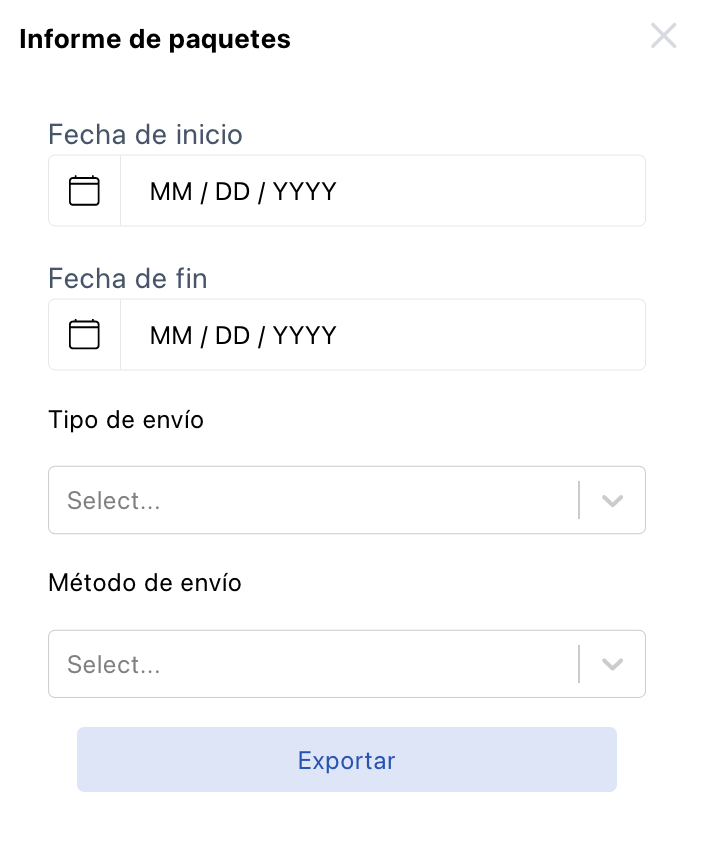 Informe de paquetes
Fecha de inicio
MM / DD / YYYY
Fecha de fin
MM / DD / YYYY
Tipo de envío
Select...
Método de envío
Select...
Exportar